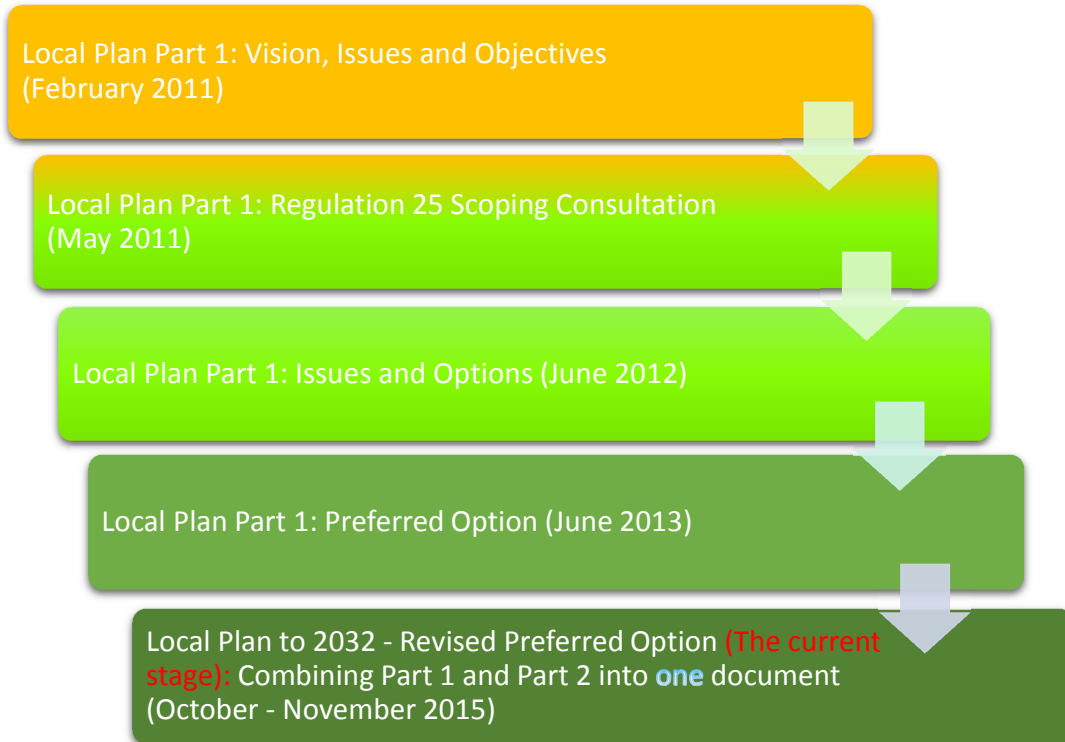 Local Plan Part 1: Vision, Issues and Objectives
(February 2011)
Local Plan Part 1: Regulation 25 Scoping Consultation
(May 2011)
Local Plan Part 1: Issues and Options (June 2012)
Local Plan Part 1: Preferred Option (June 2013)
Local Plan to 2032 - Revised Preferred Option (The current
stage): Combining Part 1 and Part 2 into one document
(October - November 2015)